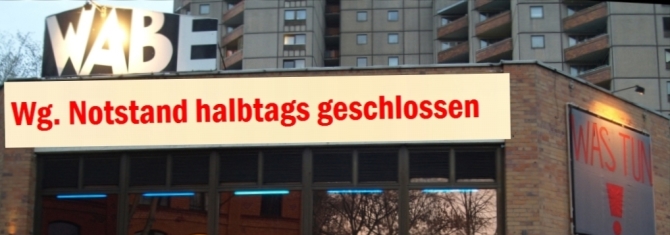 WABE
Wg. Notstand halbtags geschlossen
WAS TUN
!